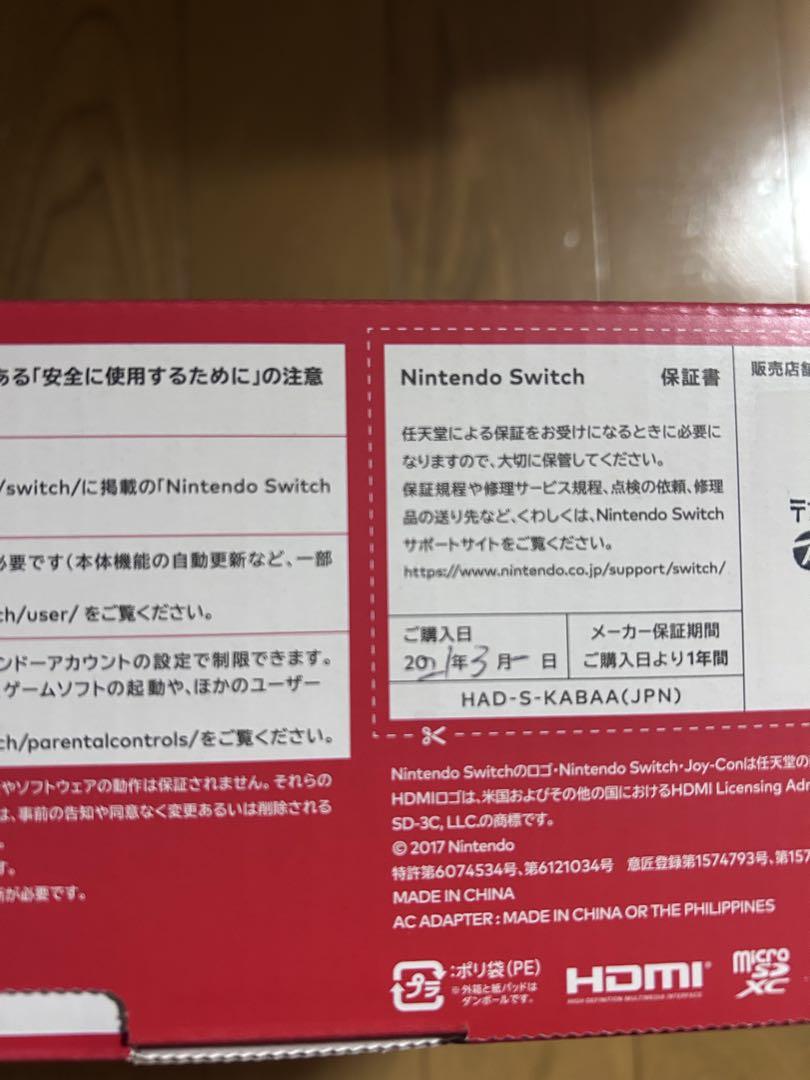 ある「安全に使用するために」の注意
/switch/に掲載の「Nintendo Switch
必要です(本体機能の自動更新など、一部
ch/user/ をご覧ください。
ンドーアカウントの設定で制限できます。
ゲームソフトの起動や、ほかのユーザー
ch/parentalcontrols/をご覧ください。
やソフトウェアの動作は保証されません。それらの
は、事前の告知や同意なく変更あるいは削除される
す。
が必要です。
Nintendo Switch 保証書
任天堂による保証をお受けになるときに必要に
なりますので、大切に保管してください。
保証規程や修理サービス規程、点検の依頼、修理
品の送り先など、くわしくは、Nintendo Switch
サポートサイトをご覧ください。
https://www.nintendo.co.jp/support/switch/
ご購入日
2021年3月 日
メーカー保証期間
ご購入日より1年間
HAD-S-KABAA(JPN)
販売店舗
デ
Nintendo Switchのロゴ・Nintendo Switch・Joy-Conは任天堂の
HDMIロゴは、米国およびその他の国におけるHDMI Licensing Adm
SD-3C, LLC.の商標です。
© 2017 Nintendo
特許第6074534号、第6121034号 意匠登録第1574793号、第157
MADE IN CHINA
AC ADAPTER : MADE IN CHINA OR THE PHILIPPINES
プラ
:ポリ袋(PE)
※外箱と紙パッドは
ダンボールです。
HDMI
HIGH DEFINITION MULTIMEDIA INTERFACE
micro
SD
XC